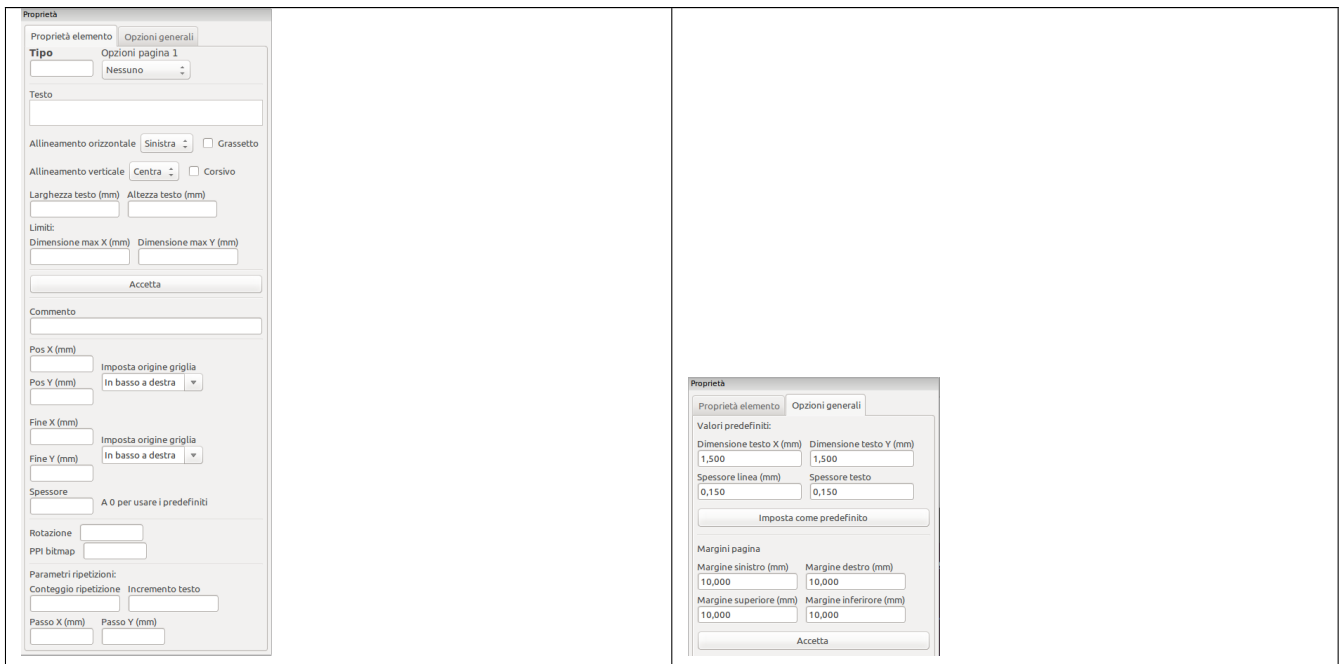 Proprietà
Proprietà elemento Opzioni generali
Tipo Opzioni pagina 1
Nessuno
Testo
Allineamento orizzontale Sinistra Grassetto
Allineamento verticale Centra Corsivo
Larghezza testo (mm) Altezza testo (mm)
Limiti:
Dimensione max X (mm) Dimensione max Y (mm)
Accetta
Commento
Pos X (mm)
Imposta origine griglia
Pos Y (mm) In basso a destra
Fine X (mm)
Imposta origine griglia
Fine Y (mm) In basso a destra
Spessore
A 0 per usare i predefiniti
Rotazione
PPI bitmap
Parametri ripetizioni:
Conteggio ripetizione Incremento testo
Passo X (mm) Passo Y (mm)
Proprietà
Proprietà elemento Opzioni generali
Valori predefiniti:
Dimensione testo X (mm) Dimensione testo Y (mm)
1,500 1,500
Spessore linea (mm) Spessore testo
0,150 0,150
Imposta come predefinito
Margini pagina
Margine sinistro (mm) Margine destro (mm)
10,000 10,000
Margine superiore (mm) Margine inferirore (mm)
10,000 10,000
Accetta